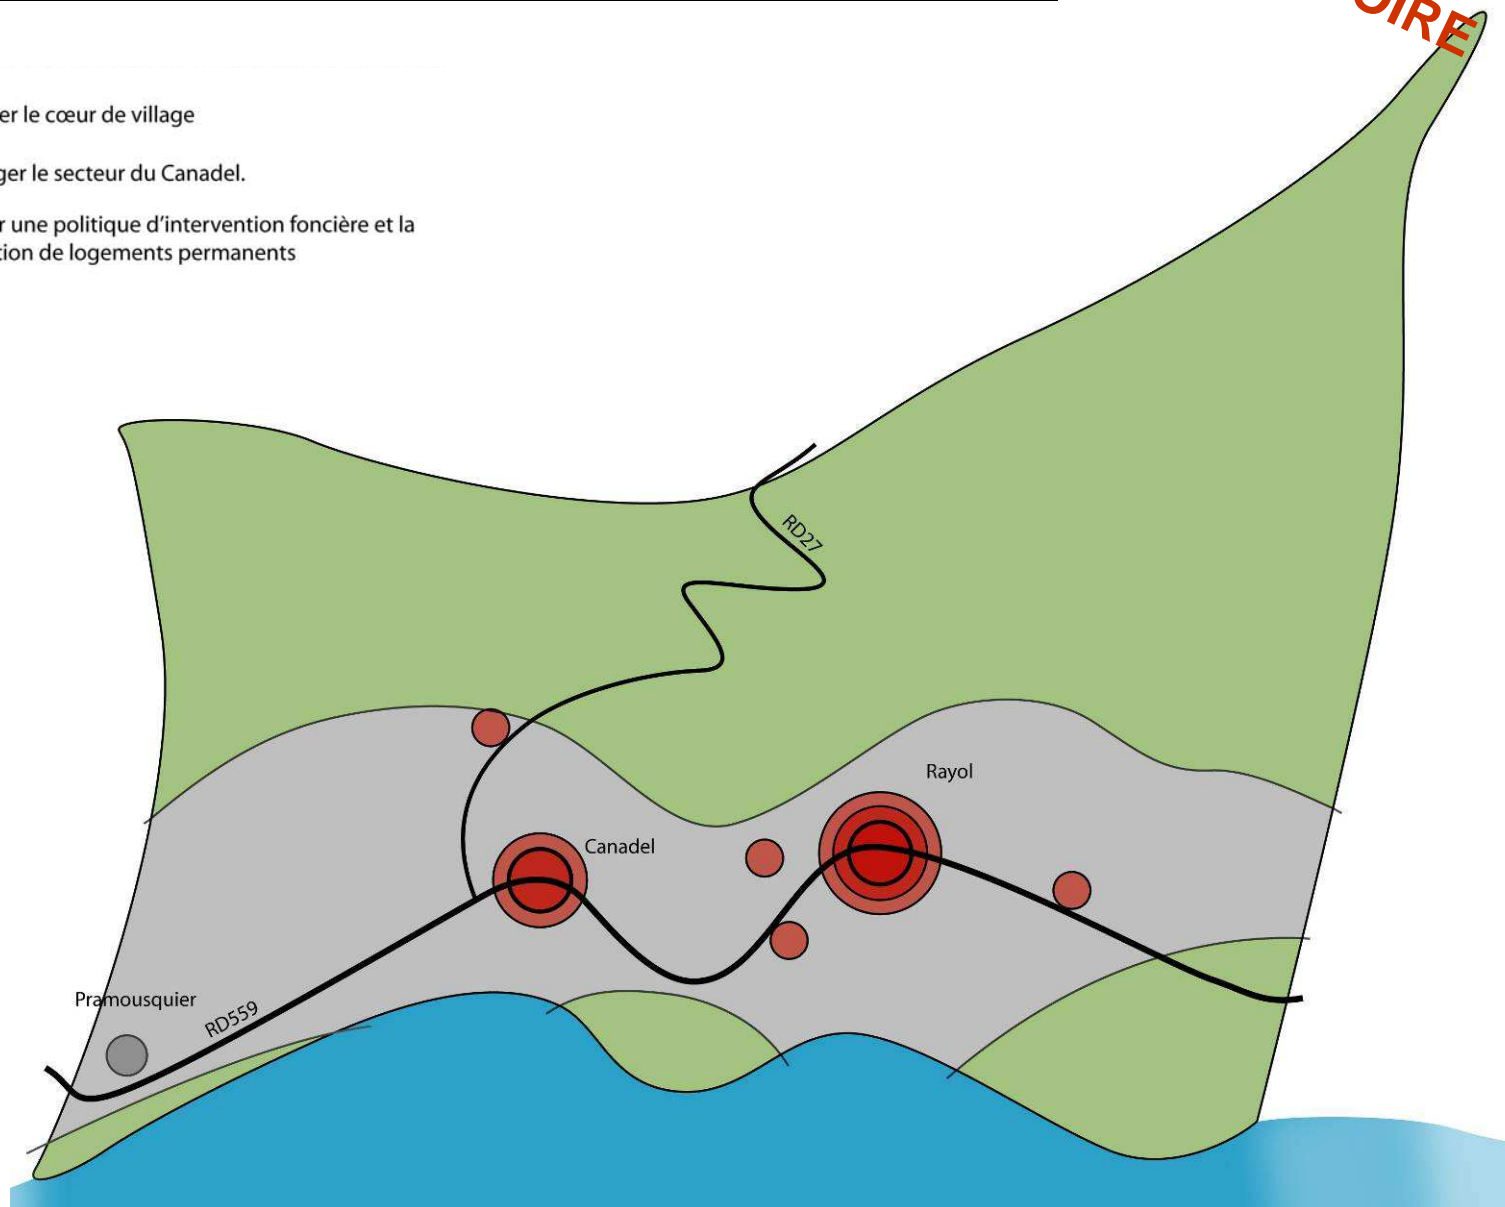 OIRE
er le cœur de village
ger le secteur du Canadel.
r une politique d’intervention foncière et la
tion de logements permanents
RD27
Rayol
Canadel
Pramousquier
RD559